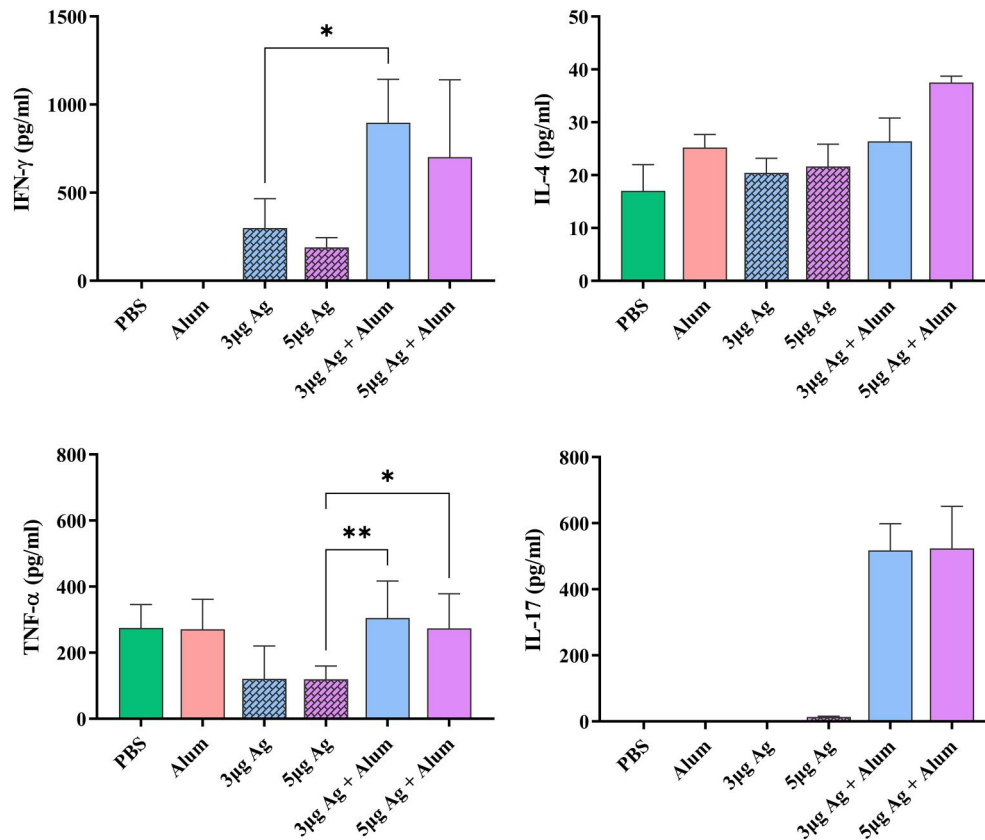 IFN-γ (pg/ml)
1500
1000
500
0
*
PBS
Alum
3µg Ag
5µg Ag
3µg Ag + Alum
5µg Ag + Alum
IL-4 (pg/ml)
50
40
30
20
10
0
PBS
Alum
3µg Ag
5µg Ag
3µg Ag + Alum
5µg Ag + Alum
TNF-α (pg/ml)
800
600
400
200
0
*
**
PBS
Alum
3µg Ag
5µg Ag
3µg Ag + Alum
5µg Ag + Alum
IL-17 (pg/ml)
800
600
400
200
0
PBS
Alum
3µg Ag
5µg Ag
3µg Ag + Alum
5µg Ag + Alum